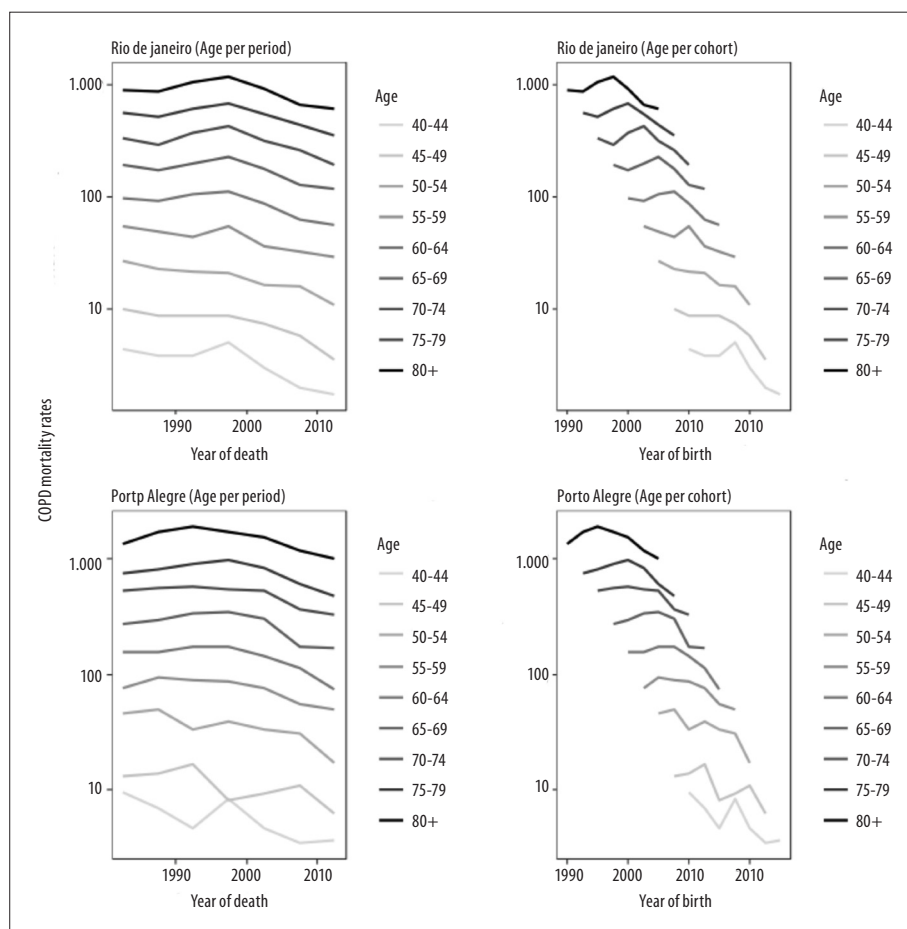 COPD mortality rates
Rio de janeiro (Age per period)
1.000
100
10
1990 2000 2010
Year of death
Age
40-44
45-49
50-54
55-59
60-64
65-69
70-74
75-79
80+
Rio de janeiro (Age per cohort)
1990 2000 2010 2010
Year of birth
Age
40-44
45-49
50-54
55-59
60-64
65-69
70-74
75-79
80+
Portp Alegre (Age per period)
1.000
100
10
1990 2000 2010
Year of death
Age
40-44
45-49
50-54
55-59
60-64
65-69
70-74
75-79
80+
Porto Alegre (Age per cohort)
1.000
100
10
1990 2000 2010 2010
Year of birth
Age
40-44
45-49
50-54
55-59
60-64
65-69
70-74
75-79
80+